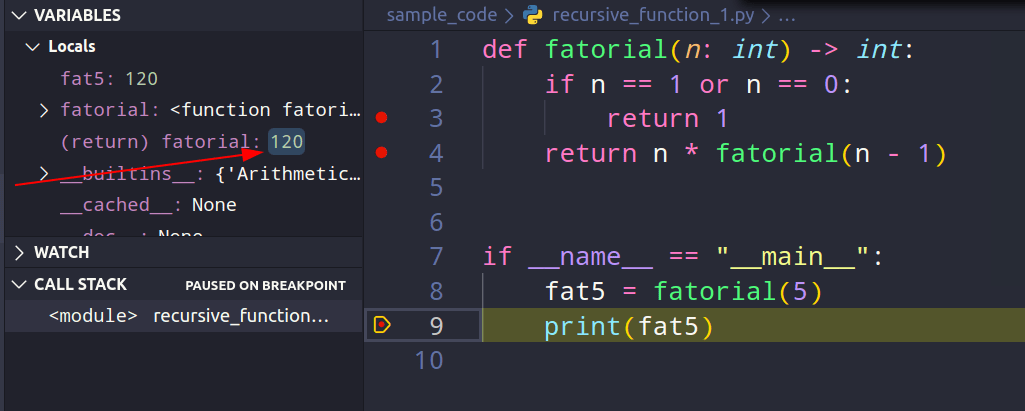 VARIABLES
Locals
fat5: 120
fatorial: <function fatori…
(return) fatorial: 120
__builtins__: {'Arithmetic…
__cached__: None
__doc__: None
WATCH
CALL STACK PAUSED ON BREAKPOINT
<module> recursive_function…
sample_code > recursive_function_1.py > …
1 def fatorial(n: int) -> int:
2 if n == 1 or n == 0:
3 return 1
4 return n * fatorial(n - 1)
5
6
7 if __name__ == "__main__":
8 fat5 = fatorial(5)
9 print(fat5)
10